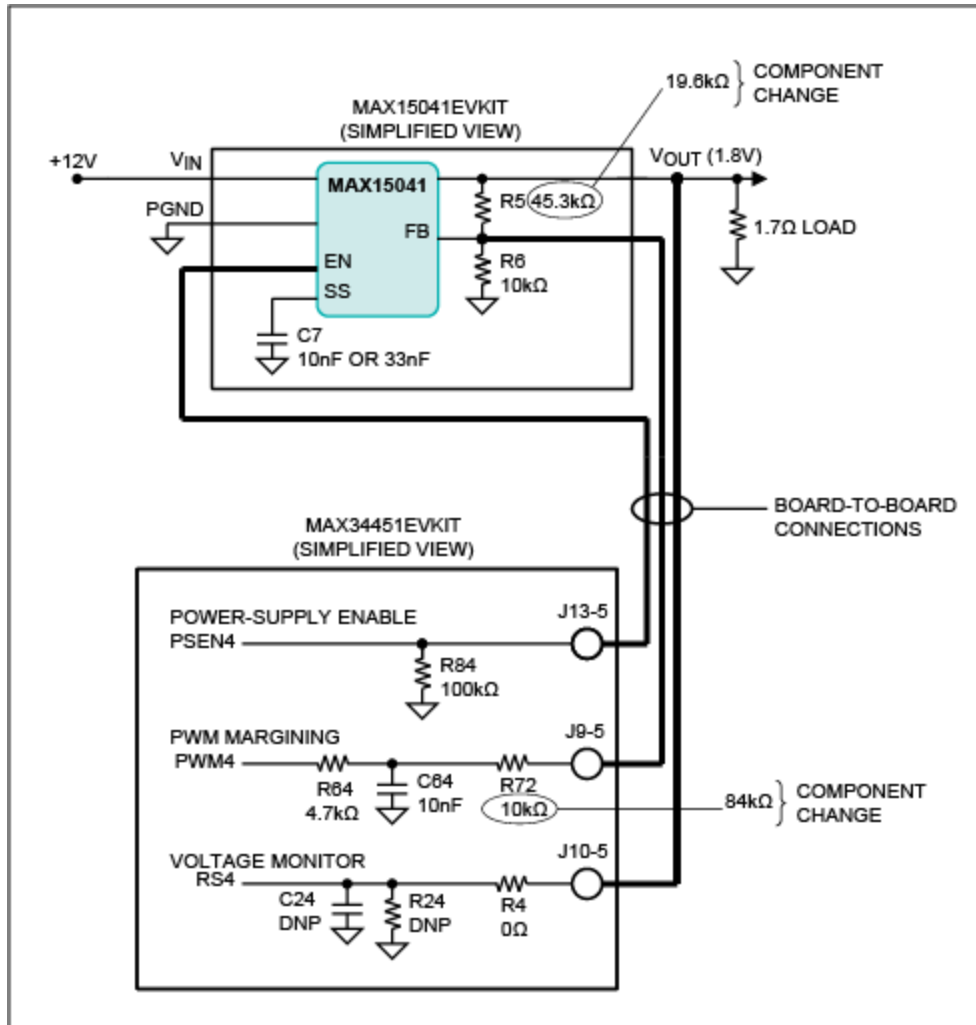 19.6kΩ
COMPONENT
CHANGE
MAX15041EVKIT
(SIMPLIFIED VIEW)
+12V
VIN
VOUT (1.8V)
MAX15041
R5 45.3kΩ
PGND
FB
1.7Ω LOAD
EN
R6
10kΩ
SS
C7
10nF OR 33nF
BOARD-TO-BOARD
CONNECTIONS
MAX34451EVKIT
(SIMPLIFIED VIEW)
POWER-SUPPLY ENABLE
J13-5
PSEN4
R84
100kΩ
PWM MARGINING
J9-5
PWM4
R64
4.7kΩ
C64
10nF
R72
10kΩ
84kΩ
COMPONENT
CHANGE
VOLTAGE MONITOR
J10-5
RS4
C24
DNP
R24
DNP
R4
0Ω